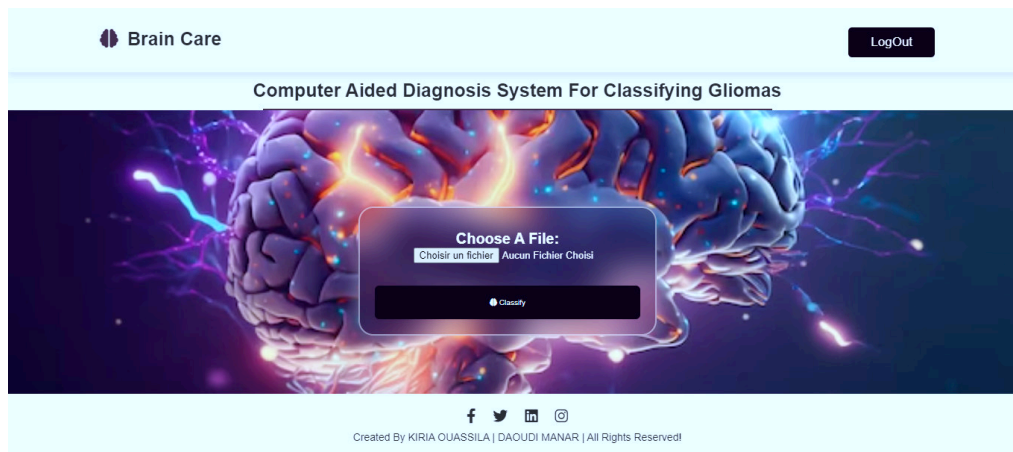 Brain Care
LogOut
Computer Aided Diagnosis System For Classifying Gliomas
Choose A File:
Choisir un fichier Aucun Fichier Choisi
Classify
Created By KIRIA OUASSILA | DAOUDI MANAR | All Rights Reserved!